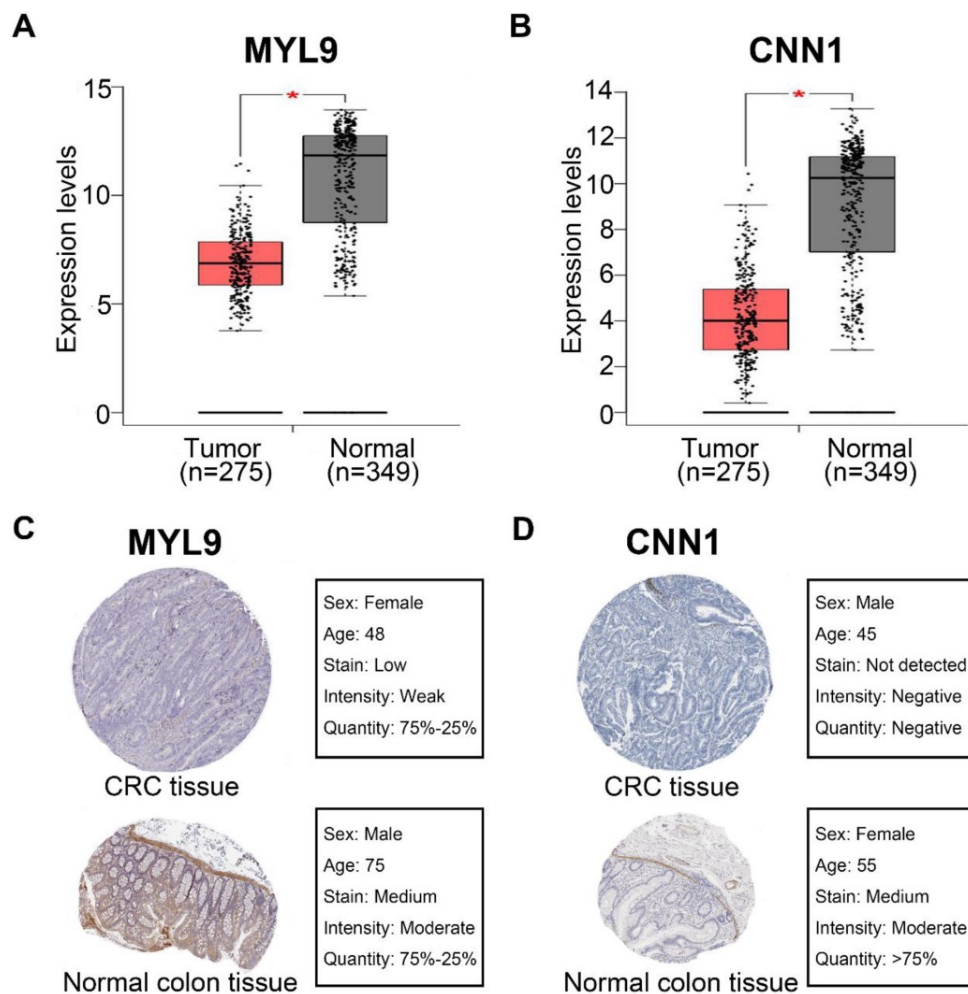 A
MYL9
*
Expression levels
15
10
5
0
Tumor
(n=275)
Normal
(n=349)
B
CNN1
*
Expression levels
14
12
10
8
6
4
2
0
Tumor
(n=275)
Normal
(n=349)
C
MYL9
CRC tissue
Sex: Female
Age: 48
Stain: Low
Intensity: Weak
Quantity: 75%-25%
Normal colon tissue
Sex: Male
Age: 75
Stain: Medium
Intensity: Moderate
Quantity: 75%-25%
D
CNN1
CRC tissue
Sex: Male
Age: 45
Stain: Not detected
Intensity: Negative
Quantity: Negative
Normal colon tissue
Sex: Female
Age: 55
Stain: Medium
Intensity: Moderate
Quantity: >75%